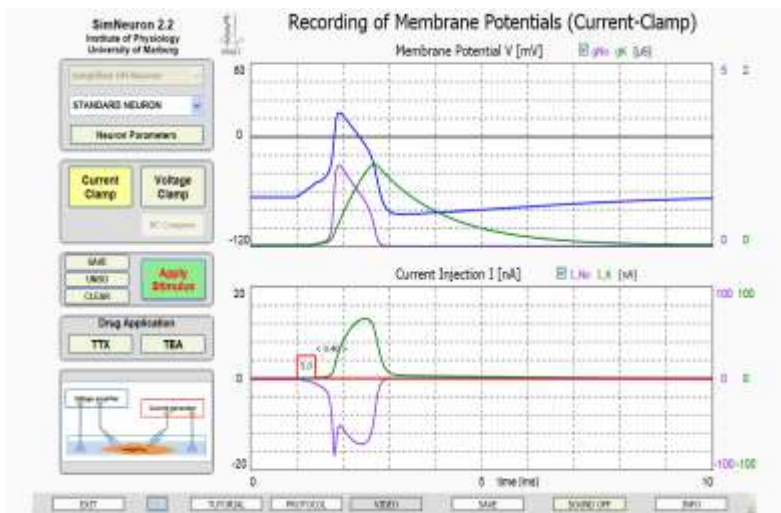 SimNeuron 2.2
Institute of Physiology
University of Marburg
STANDARD NEURON
Neuron Parameters
Current
Clamp
Voltage
Clamp
SAVE
UNDO
CLEAR
Apply
Stimulus
Drug Application
TTX
TEA
Recording of Membrane Potentials (Current-Clamp)
Membrane Potential V [mV]
gNa gK [µS]
60
5
0
-120
0 0
Current Injection I [nA]
I_Na I_K [nA]
20
100 100
5.0
0
0 0
-20
-100 -100
0
time [ms]
10
EXIT
TUTORIAL
PROTOCOL
VIDEO
SAVE
SOUND OFF
INFO